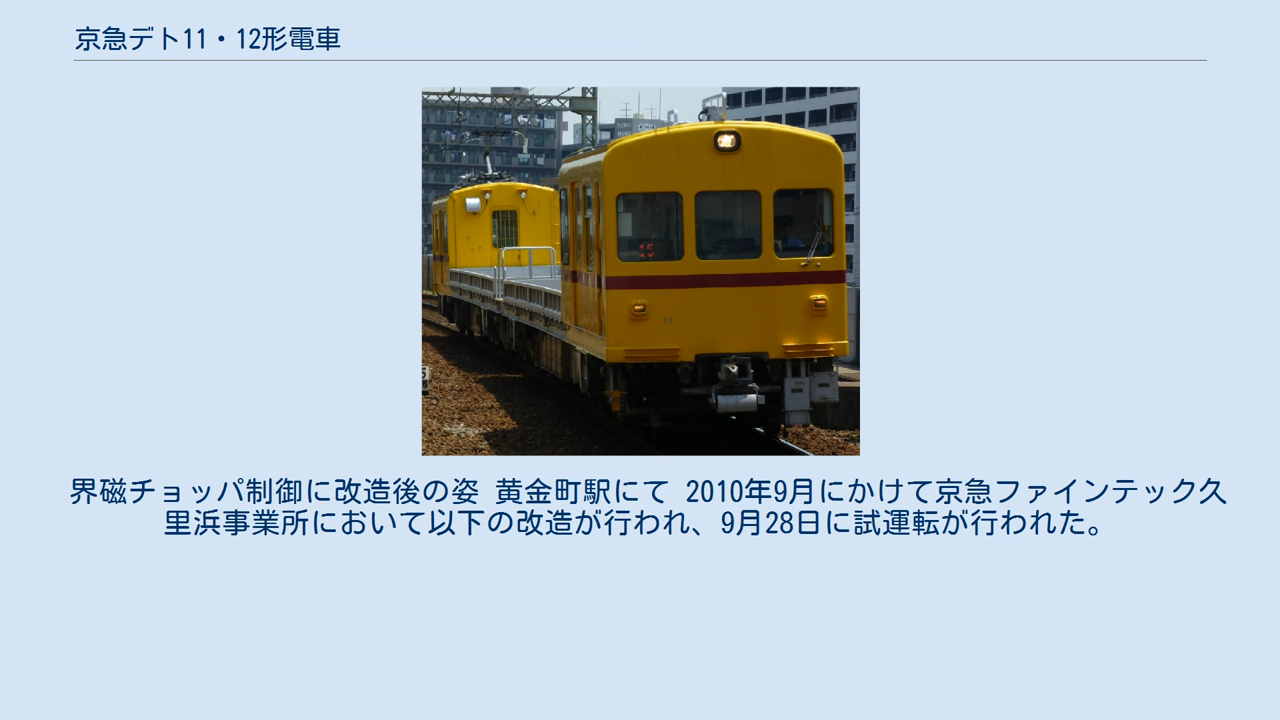 京急デト11・12形電車
15
界磁チョッパ制御に改造後の姿 黄金町駅にて 2010年9月にかけて京急ファインテック久
里浜事業所において以下の改造が行われ、9月28日に試運転が行われた。